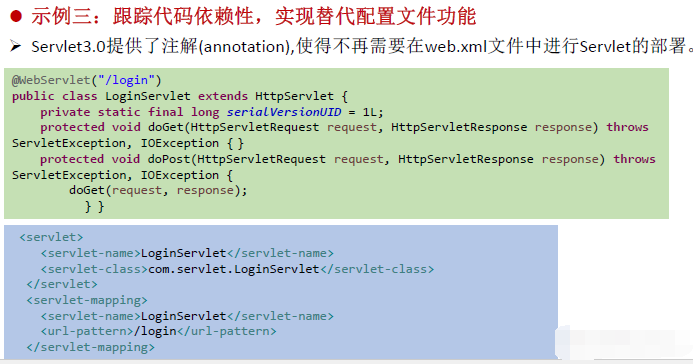 ● 示例三：跟踪代码依赖性，实现替代配置文件功能
➢ Servlet3.0提供了注解(annotation),使得不再需要在web.xml文件中进行Servlet的部署。
@WebServlet("/login")
public class LoginServlet extends HttpServlet {
    private static final long serialVersionUID = 1L;
    protected void doGet(HttpServletRequest request, HttpServletResponse response) throws
ServletException, IOException { }
    protected void doPost(HttpServletRequest request, HttpServletResponse response) throws
ServletException, IOException {
        doGet(request, response);
          } }
<servlet>
   <servlet-name>LoginServlet</servlet-name>
   <servlet-class>com.servlet.LoginServlet</servlet-class>
 </servlet>
 <servlet-mapping>
   <servlet-name>LoginServlet</servlet-name>
   <url-pattern>/login</url-pattern>
 </servlet-mapping>